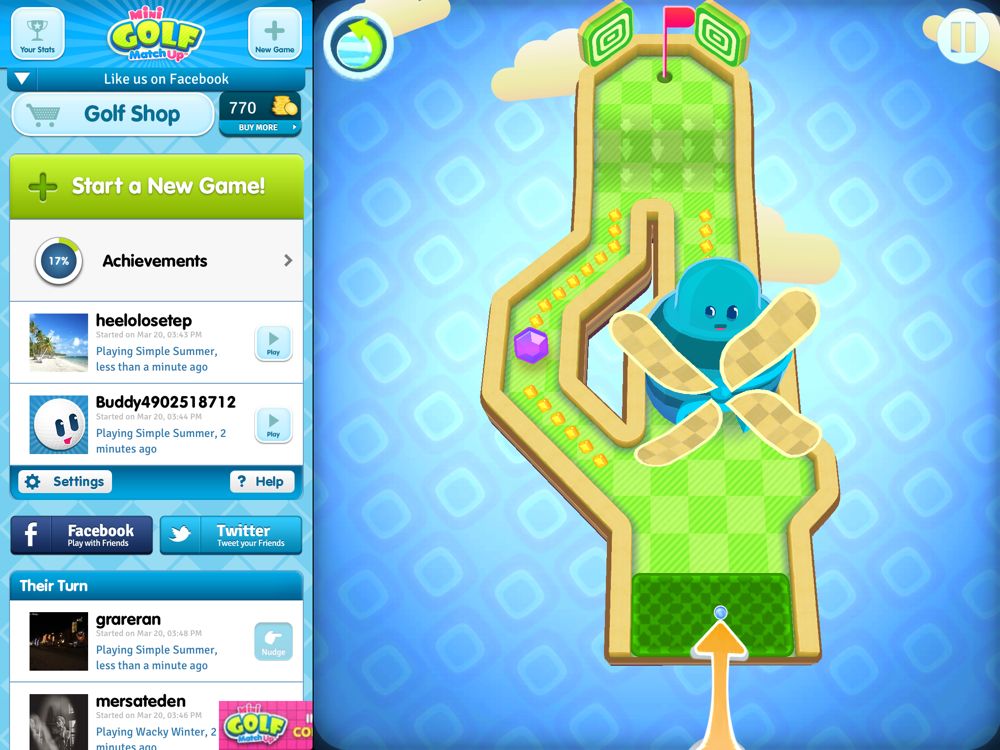 Your Stats
Mini
GOLF
Match Up
New Game
Like us on Facebook
Golf Shop
770
BUY MORE
Start a New Game!
17%
Achievements
heelolosetep
Started on Mar 20, 03:43 PM
Playing Simple Summer,
less than a minute ago
Play
Buddy4902518712
Started on Mar 20, 03:44 PM
Playing Simple Summer, 2
minutes ago
Play
Settings
? Help
f
Facebook
Play with Friends
Twitter
Tweet your Friends
Their Turn
grareran
Started on Mar 20, 03:48 PM
Playing Simple Summer,
less than a minute ago
Nudge
mersateden
Started on Mar 20, 03:46 PM
Playing Wacky Winter, 2
minutes ago
Mini
GOLF
Match Up